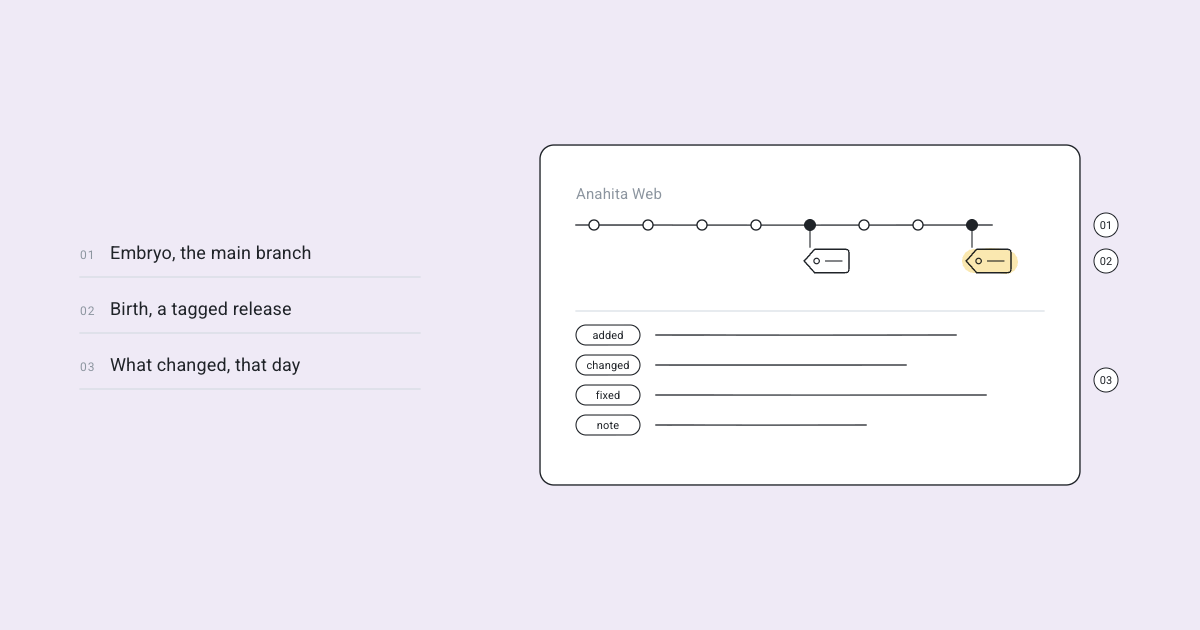 01 Embryo, the main branch
02 Birth, a tagged release
03 What changed, that day
Anahita Web
01
02
added
changed
fixed
note
03